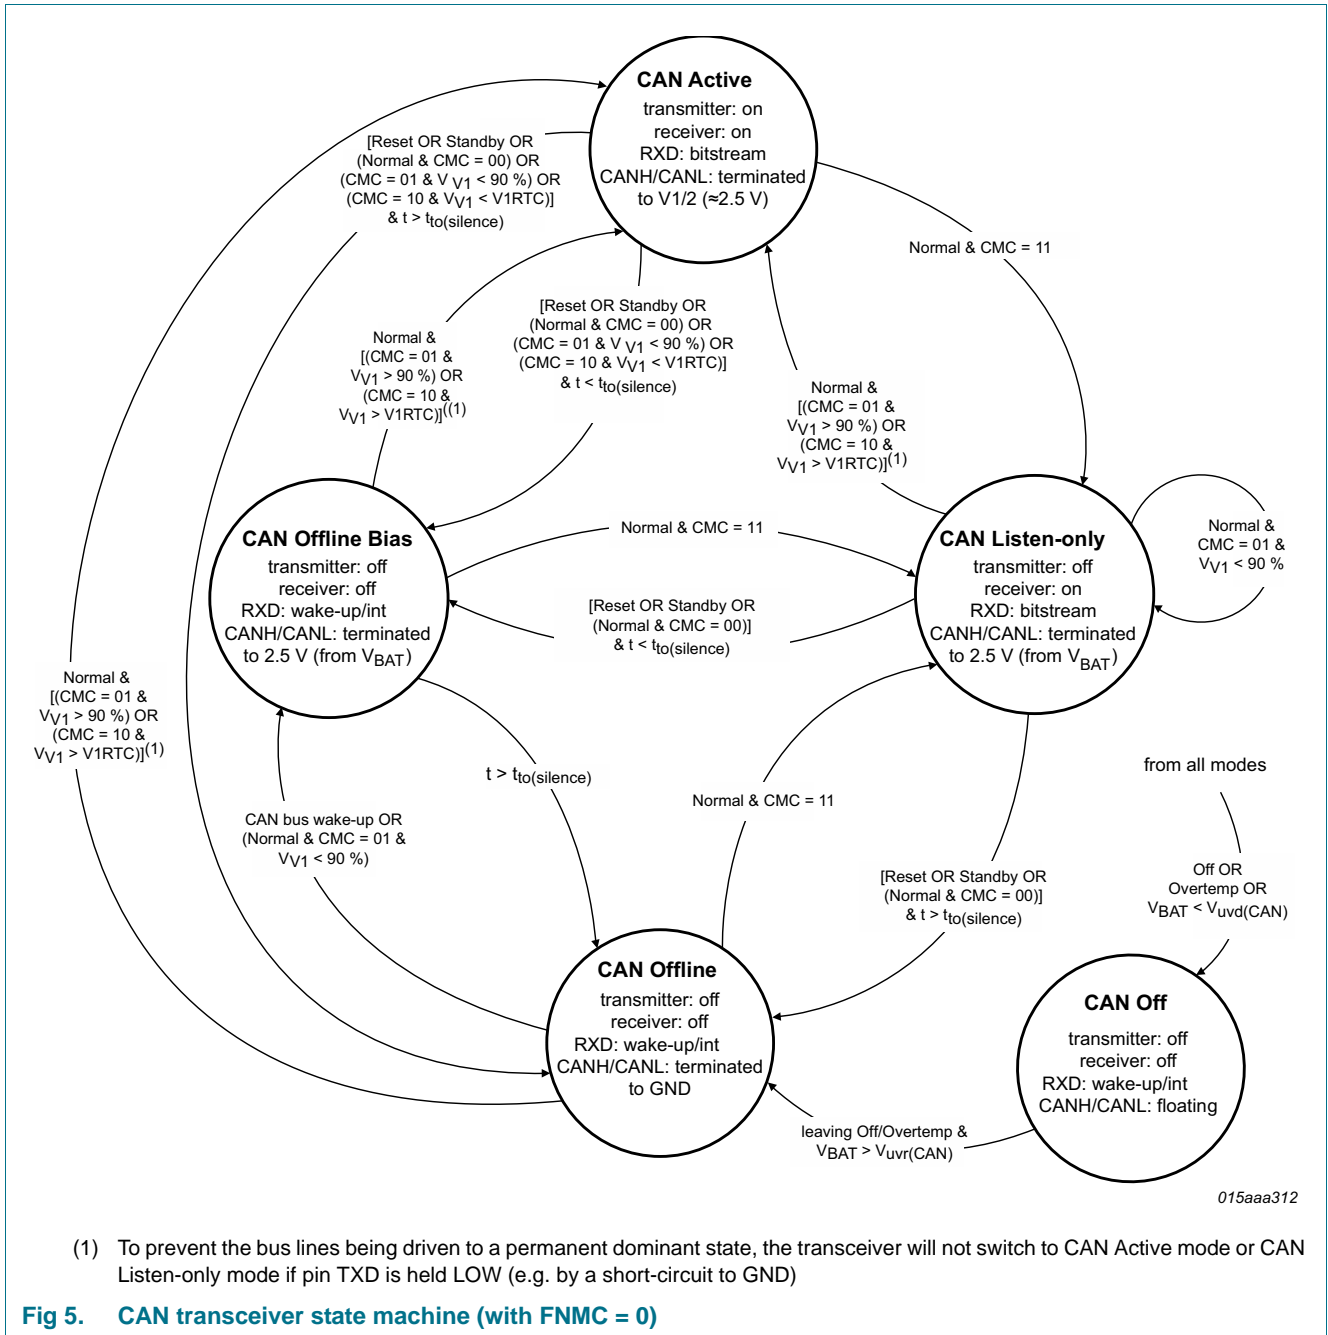 CAN Active
transmitter: on
receiver: on
RXD: bitstream
CANH/CANL: terminated
to V1/2 (≈2.5 V)
[Reset OR Standby OR
(Normal & CMC = 00) OR
(CMC = 01 & V V1 < 90 %) OR
(CMC = 10 & VV1 < V1RTC)]
& t > tto(silence)
Normal & CMC = 11
[Reset OR Standby OR
(Normal & CMC = 00) OR
(CMC = 01 & V V1 < 90 %) OR
(CMC = 10 & VV1 < V1RTC)]
& t < tto(silence)
Normal &
[(CMC = 01 &
VV1 > 90 %) OR
(CMC = 10 &
VV1 > V1RTC)]((1)
Normal &
[(CMC = 01 &
VV1 > 90 %) OR
(CMC = 10 &
VV1 > V1RTC)](1)
CAN Offline Bias
transmitter: off
receiver: off
RXD: wake-up/int
CANH/CANL: terminated
to 2.5 V (from VBAT)
Normal & CMC = 11
[Reset OR Standby OR
(Normal & CMC = 00)]
& t < tto(silence)
CAN Listen-only
transmitter: off
receiver: on
RXD: bitstream
CANH/CANL: terminated
to 2.5 V (from VBAT)
Normal &
CMC = 01 &
VV1 < 90 %
Normal &
[(CMC = 01 &
VV1 > 90 %) OR
(CMC = 10 &
VV1 > V1RTC)](1)
t > tto(silence)
CAN bus wake-up OR
(Normal & CMC = 01 &
VV1 < 90 %)
Normal & CMC = 11
[Reset OR Standby OR
(Normal & CMC = 00)]
& t > tto(silence)
from all modes
Off OR
Overtemp OR
VBAT < Vuvd(CAN)
CAN Offline
transmitter: off
receiver: off
RXD: wake-up/int
CANH/CANL: terminated
to GND
CAN Off
transmitter: off
receiver: off
RXD: wake-up/int
CANH/CANL: floating
leaving Off/Overtemp &
VBAT > Vuvr(CAN)
015aaa312
(1) To prevent the bus lines being driven to a permanent dominant state, the transceiver will not switch to CAN Active mode or CAN
Listen-only mode if pin TXD is held LOW (e.g. by a short-circuit to GND)
Fig 5. CAN transceiver state machine (with FNMC = 0)